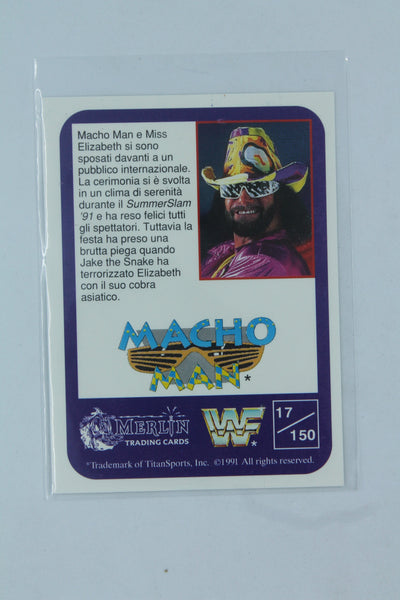 Macho Man e Miss
Elizabeth si sono
sposati davanti a un
pubblico internazionale.
La cerimonia si è svolta
in un clima di serenità
durante il SummerSlam
'91 e ha reso felici tutti
gli spettatori. Tuttavia la
festa ha preso una
brutta piega quando
Jake the Snake ha
terrorizzato Elizabeth
con il suo cobra
asiatico.
MACHO
MAN*
MERLIN
TRADING CARDS
WF*
17/150
*Trademark of TitanSports, Inc. ©1991 All rights reserved.